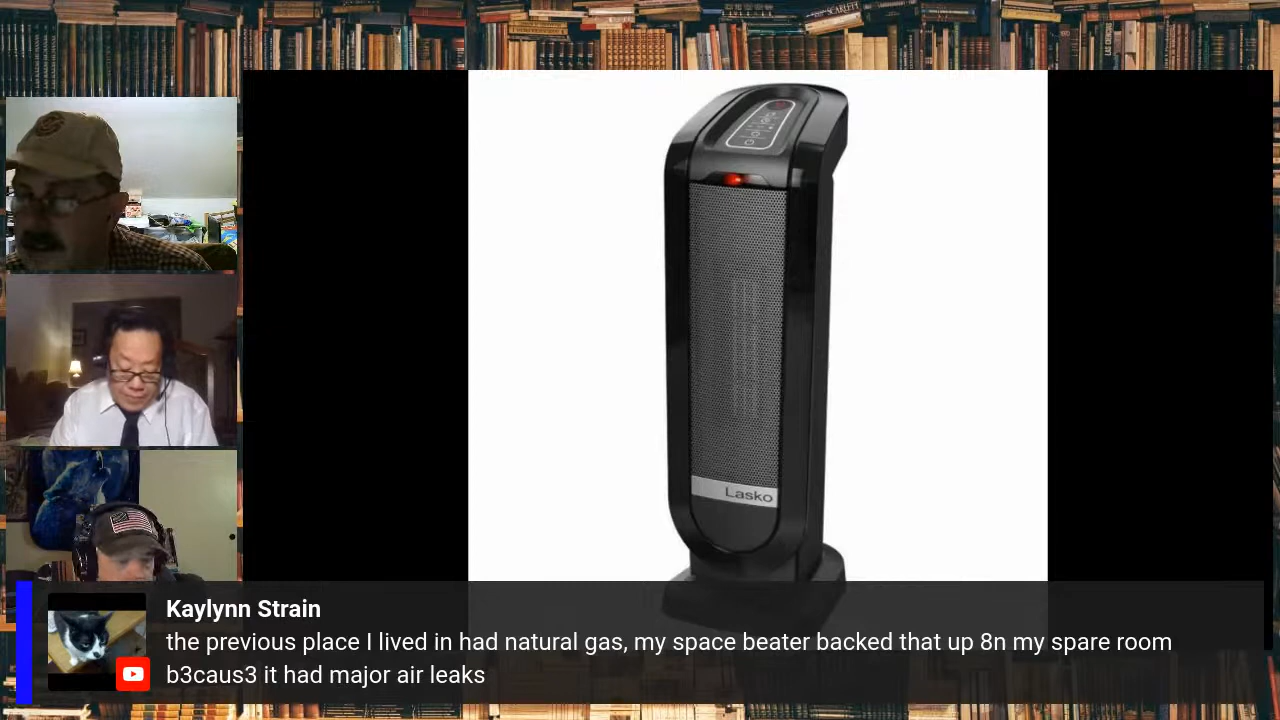 SCARLETT
Lasko
Kaylynn Strain
the previous place I lived in had natural gas, my space beater backed that up 8n my spare room
b3caus3 it had major air leaks